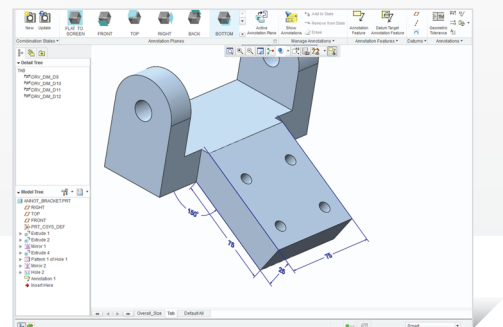 New Update
FLAT TO SCREEN
FRONT
TOP
RIGHT
BACK
BOTTOM
Active Annotation Plane
Show Annotations
Add to State
Remove from State
Erase
Annotation Feature
Datum Target Annotation Feature
Geometric Tolerance
Combination States
Annotation Planes
Manage Annotations
Annotation Features
Datums
Annotations
Detail Tree
TAB
DRV_DIM_D9
DRV_DIM_D10
DRV_DIM_D11
DRV_DIM_D12
Model Tree
ANNOT_BRACKET.PRT
RIGHT
TOP
FRONT
PRT_CSYS_DEF
Extrude 1
Extrude 2
Mirror 1
Extrude 4
Pattern 1 of Hole 1
Mirror 2
Hole 2
Annotation 1
Insert Here
150°
75
25
75
Overall_Size
Tab
Default All
Smart